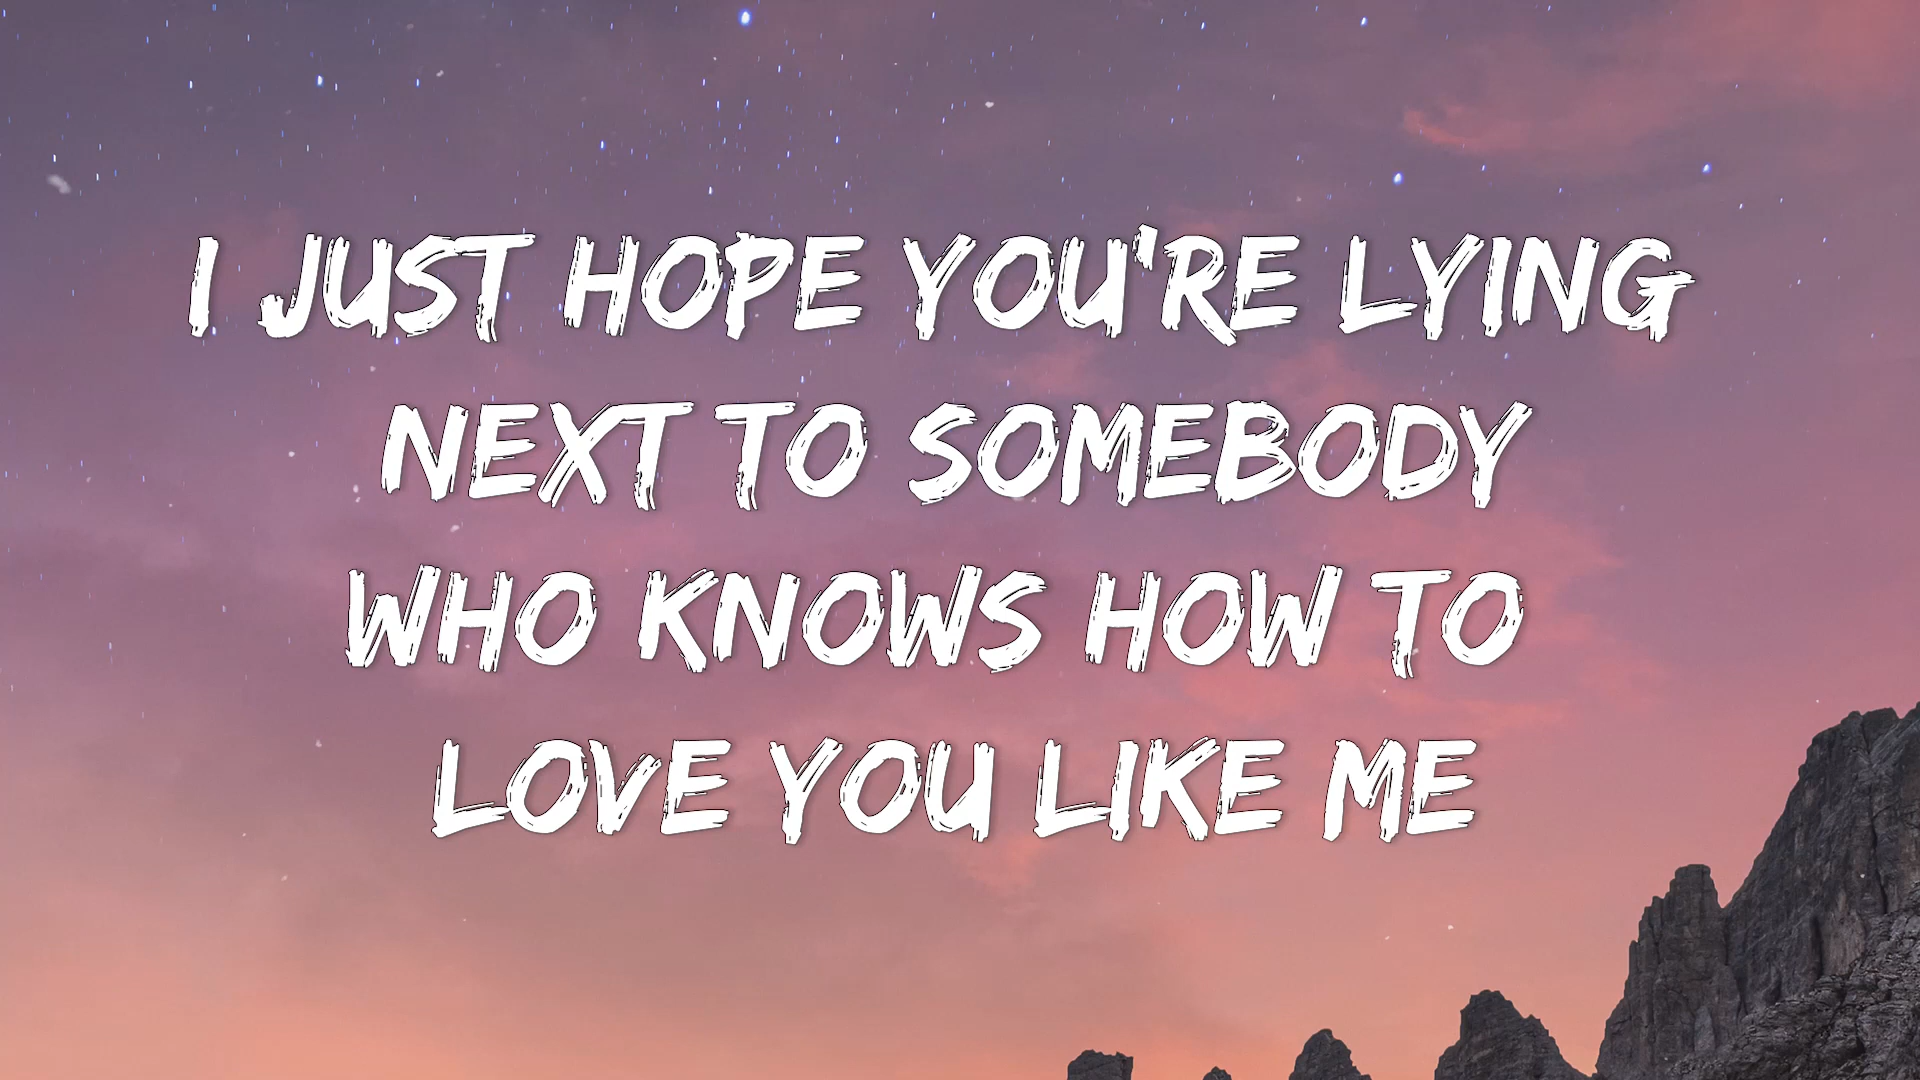 I JUST HOPE YOU'RE LYING
NEXT TO SOMEBODY
WHO KNOWS HOW TO
LOVE YOU LIKE ME